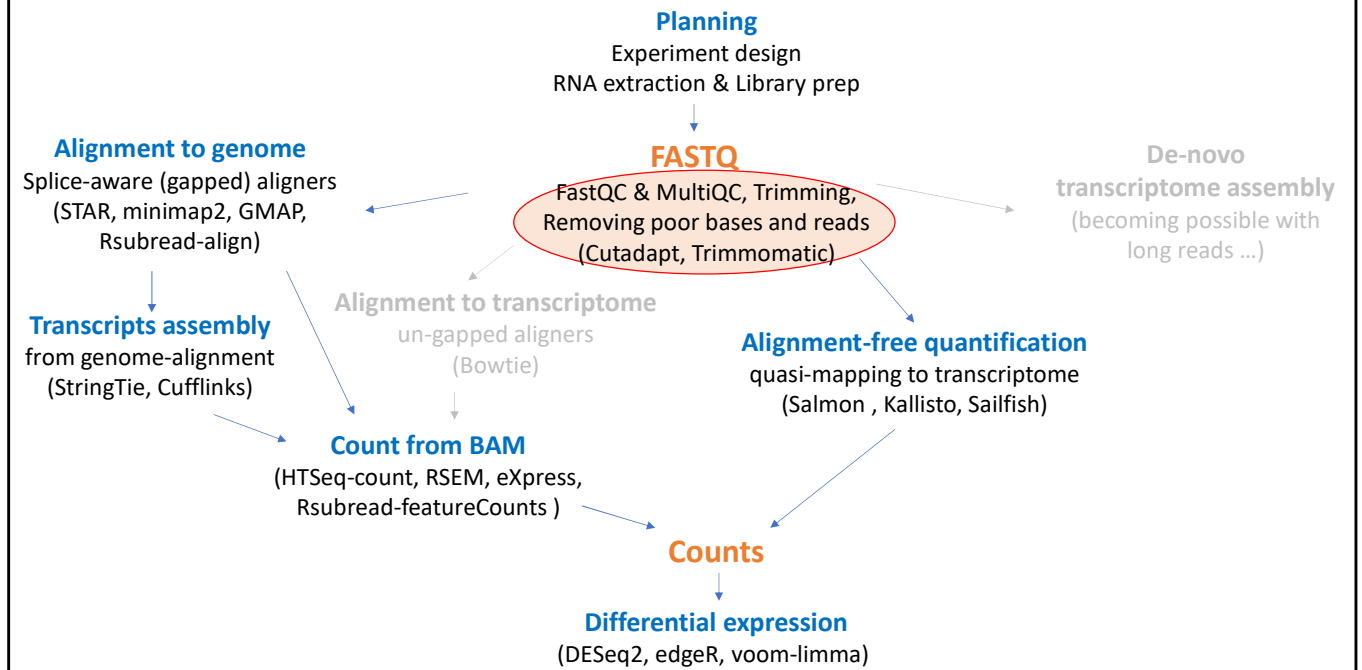 Planning
Experiment design
RNA extraction & Library prep
FASTQ
FastQC & MultiQC, Trimming,
Removing poor bases and reads
(Cutadapt, Trimmomatic)
Alignment to genome
Splice-aware (gapped) aligners
(STAR, minimap2, GMAP,
Rsubread-align)
De-novo
transcriptome assembly
(becoming possible with
long reads ...)
Alignment to transcriptome
un-gapped aligners
(Bowtie)
Transcripts assembly
from genome-alignment
(StringTie, Cufflinks)
Alignment-free quantification
quasi-mapping to transcriptome
(Salmon , Kallisto, Sailfish)
Count from BAM
(HTSeq-count, RSEM, eXpress,
Rsubread-featureCounts )
Counts
Differential expression
(DESeq2, edgeR, voom-limma)